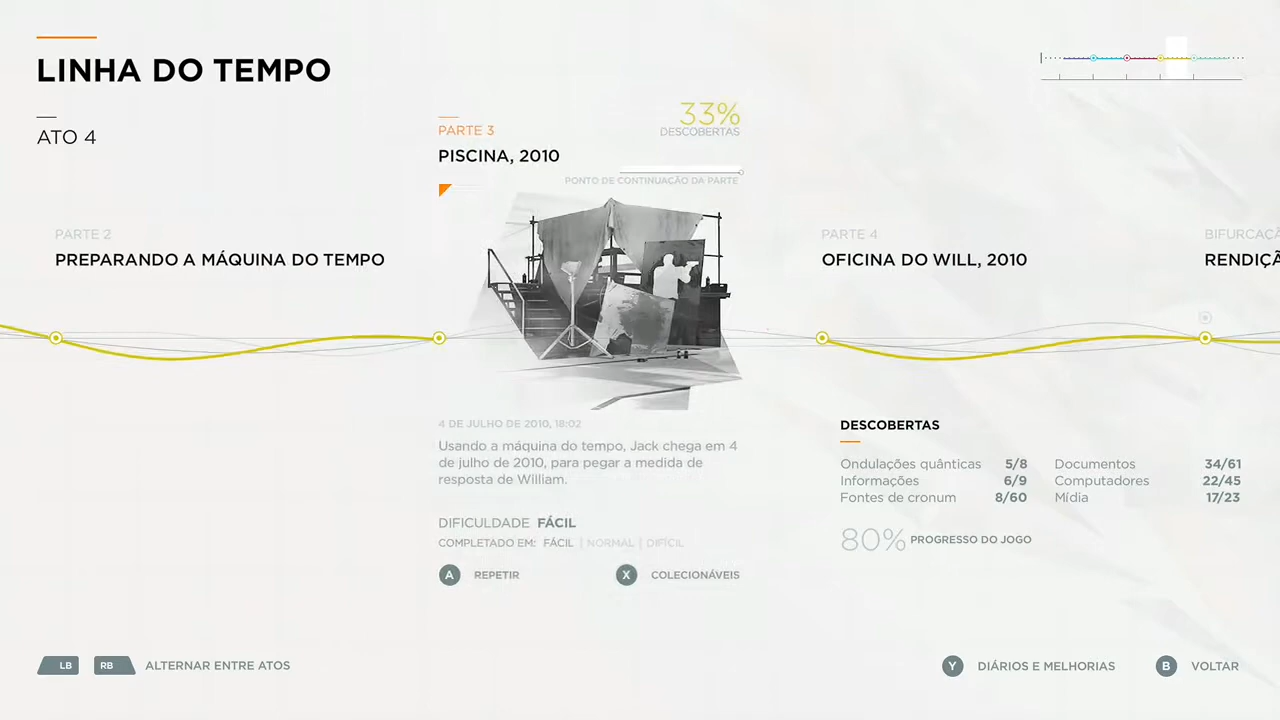 LINHA DO TEMPO
ATO 4
33%
DESCOBERTAS
PARTE 3
PISCINA, 2010
PONTO DE CONTINUAÇÃO DA PARTE
PARTE 2
PREPARANDO A MÁQUINA DO TEMPO
PARTE 4
OFICINA DO WILL, 2010
BIFURCAÇÃ
RENDIÇÃ
4 DE JULHO DE 2010, 18:02
Usando a máquina do tempo, Jack chega em 4
de julho de 2010, para pegar a medida de
resposta de William.
DIFICULDADE FÁCIL
COMPLETADO EM: FÁCIL | NORMAL | DIFÍCIL
A REPETIR
X COLECIONÁVEIS
DESCOBERTAS
Ondulações quânticas 5/8 Documentos 34/61
Informações 6/9 Computadores 22/45
Fontes de cronum 8/60 Mídia 17/23
80% PROGRESSO DO JOGO
LB RB ALTERNAR ENTRE ATOS
Y DIÁRIOS E MELHORIAS
B VOLTAR